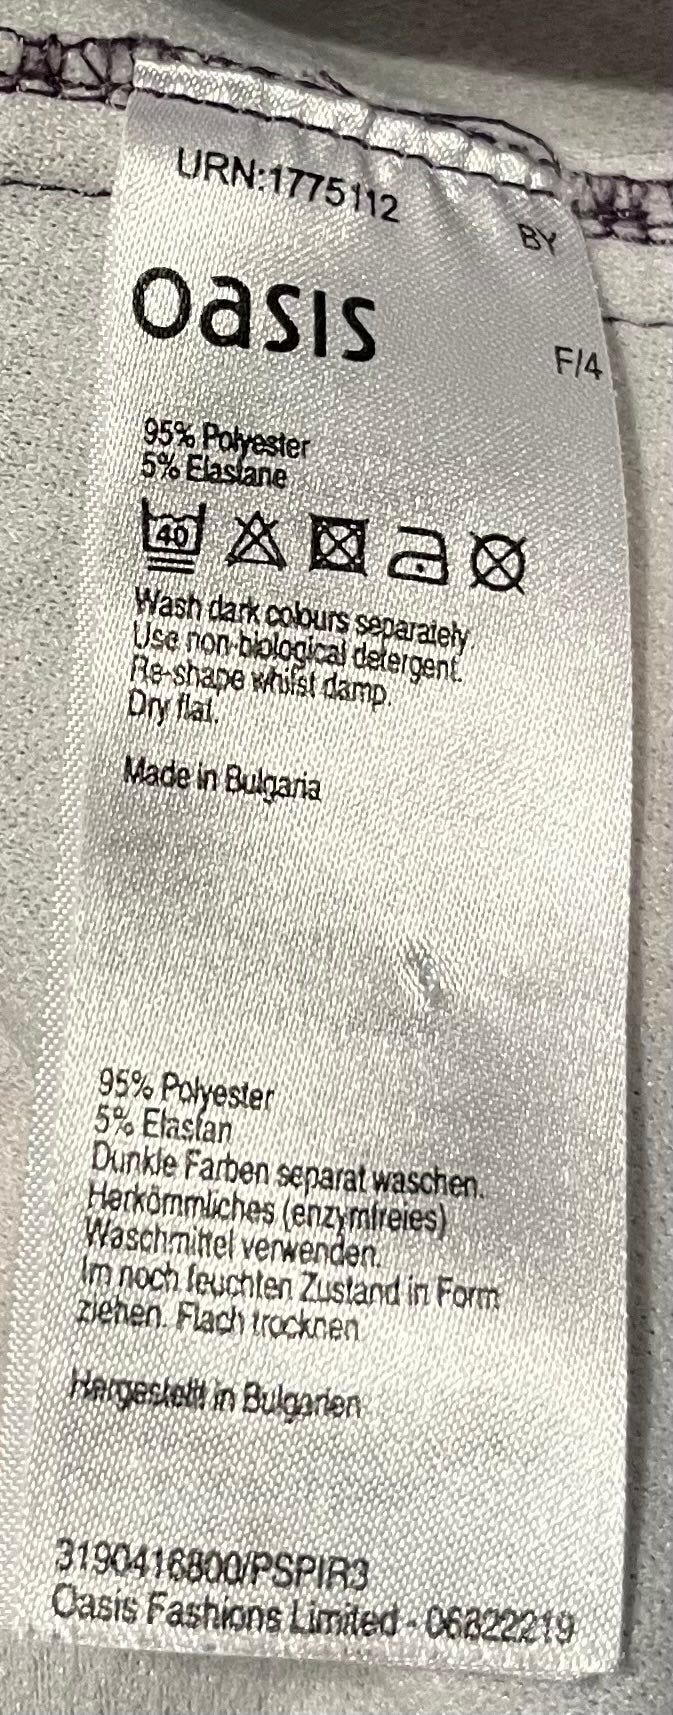 URN:1775112
BY
oasis
F/4
95% Polyester
5% Elastane
40
Wash dark colours separately
Use non-biological detergent.
Re-shape whilst damp.
Dry flat.
Made in Bulgaria
95% Polyester
5% Elastan
Dunkle Farben separat waschen.
Herkömmliches (enzymfreies)
Waschmittel verwenden.
Im noch feuchten Zustand in Form
ziehen. Flach trocknen
Hergestellt in Bulgarien
3190416800/PSPIR3
Oasis Fashions Limited - 06822219